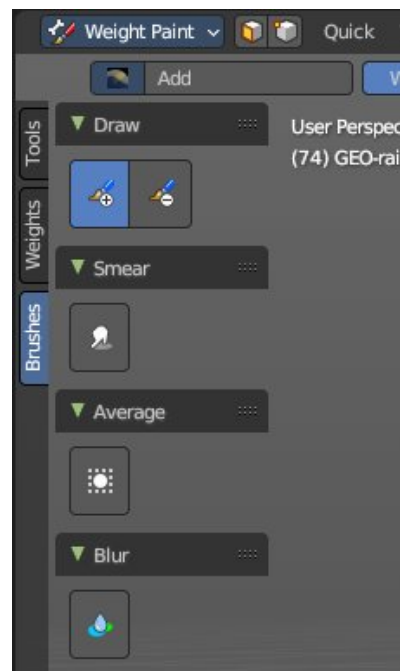 Weight Paint
Quick
Add
Tools
Weights
Brushes
Draw
User Perspec
(74) GEO-rai
Smear
Average
Blur